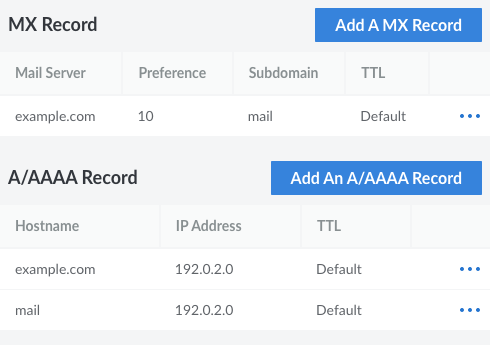 MX Record Add A MX Record
Mail Server Preference Subdomain TTL
example.com 10 mail Default
A/AAAA Record Add An A/AAAA Record
Hostname IP Address TTL
example.com 192.0.2.0 Default
mail 192.0.2.0 Default